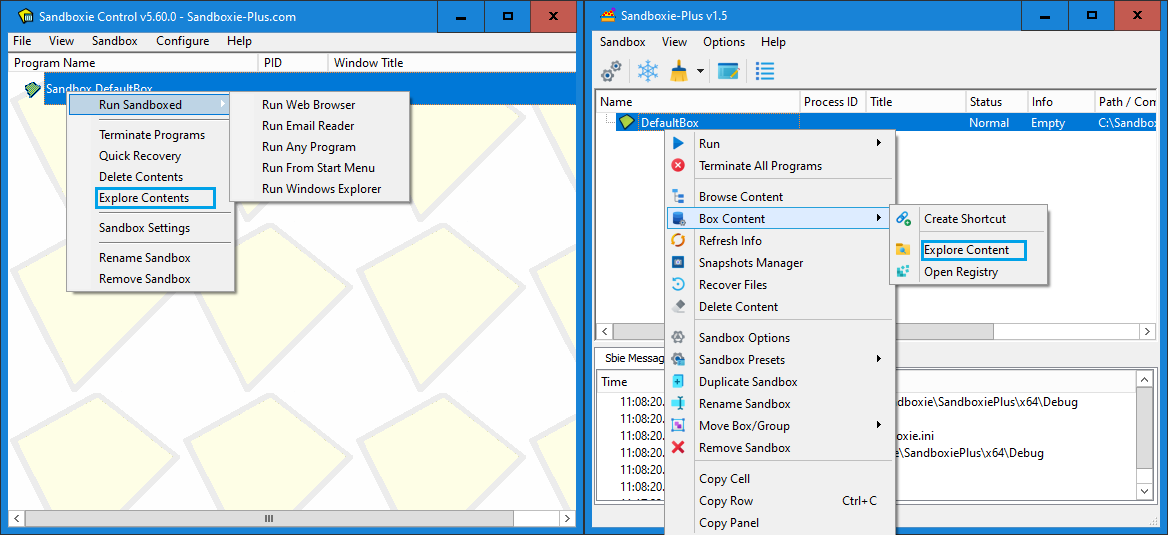 Sandboxie Control v5.60.0 - Sandboxie-Plus.com
File View Sandbox Configure Help
Program Name PID Window Title
Sandbox DefaultBox
Run Sandboxed
Terminate Programs
Quick Recovery
Delete Contents
Explore Contents
Sandbox Settings
Rename Sandbox
Remove Sandbox
Run Web Browser
Run Email Reader
Run Any Program
Run From Start Menu
Run Windows Explorer
Sandboxie-Plus v1.5
Sandbox View Options Help
Name Process ID Title Status Info Path / Com
DefaultBox Normal Empty C:\Sandbox
Run
Terminate All Programs
Browse Content
Box Content
Refresh Info
Snapshots Manager
Recover Files
Delete Content
Sandbox Options
Sandbox Presets
Duplicate Sandbox
Rename Sandbox
Move Box/Group
Remove Sandbox
Copy Cell
Copy Row Ctrl+C
Copy Panel
Create Shortcut
Explore Content
Open Registry
Sbie Messag
Time
11:08:20. ndboxie\SandboxiePlus\x64\Debug
11:08:20.
11:08:20. oxie.ini
11:08:20. e\SandboxiePlus\x64\Debug
11:08:20.
11:08:20.